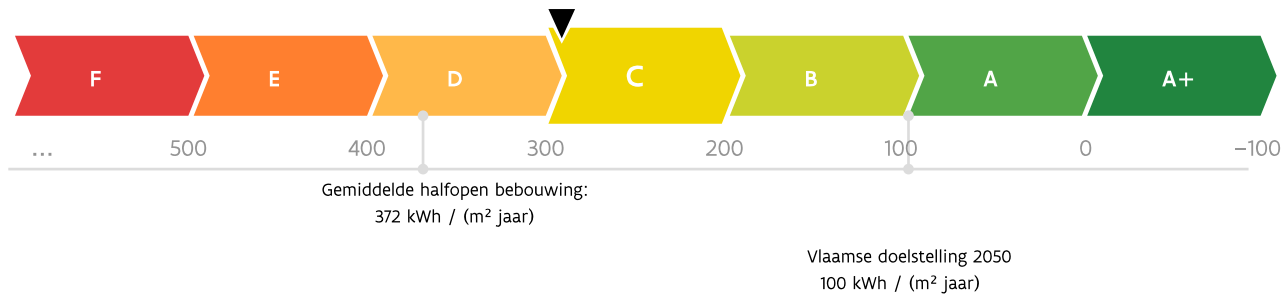 F E D C B A A+
... 500 400 300 200 100 0 –100
Gemiddelde halfopen bebouwing:
372 kWh / (m² jaar)
Vlaamse doelstelling 2050
100 kWh / (m² jaar)